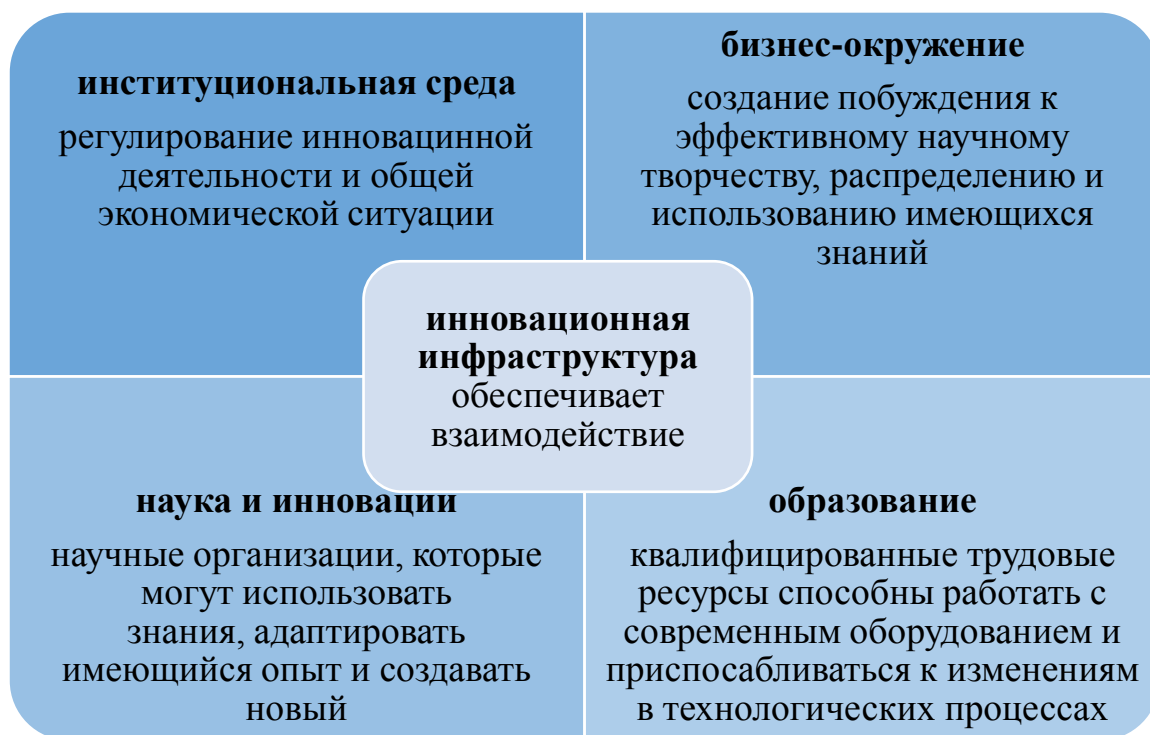 институциональная среда
регулирование инновацинной
деятельности и общей
экономической ситуации
бизнес-окружение
создание побуждения к
эффективному научному
творчеству, распределению и
использованию имеющихся
знаний
инновационная
инфраструктура
обеспечивает
взаимодействие
наука и инновации
научные организации, которые
могут использовать
знания, адаптировать
имеющийся опыт и создавать
новый
образование
квалифицированные трудовые
ресурсы способны работать с
современным оборудованием и
приспосабливаться к изменениям
в технологических процессах